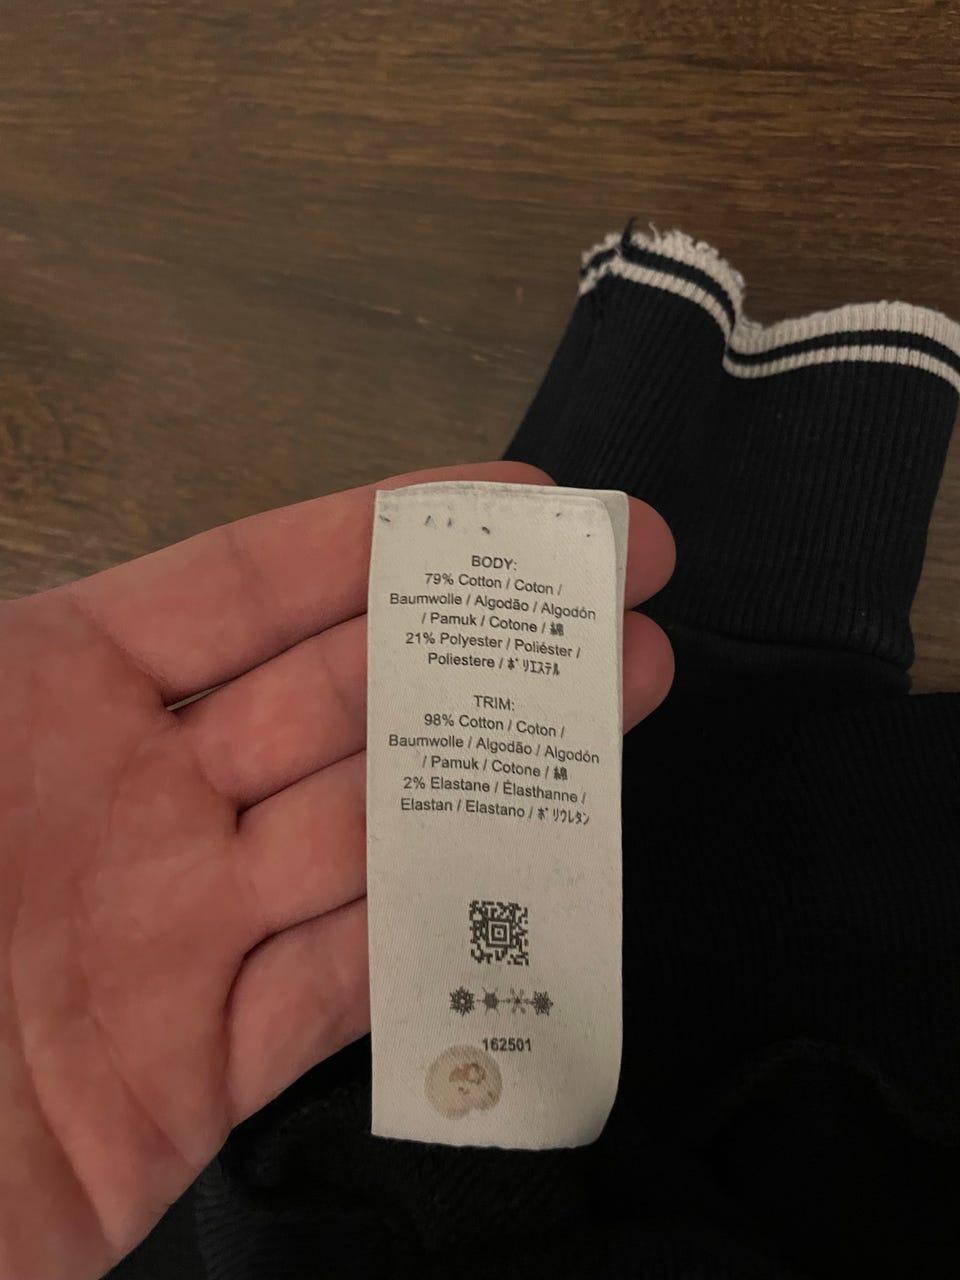 BODY:
79% Cotton / Coton /
Baumwolle / Algodão / Algodón
/ Pamuk / Cotone / 綿
21% Polyester / Poliéster /
Poliestere / ポリエステル
TRIM:
98% Cotton / Coton /
Baumwolle / Algodão / Algodón
/ Pamuk / Cotone / 綿
2% Elastane / Élasthanne /
Elastan / Elastano / ポリウレタン
162501